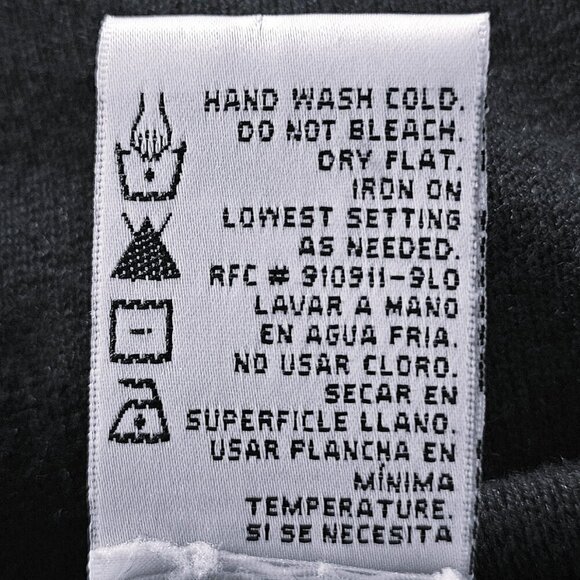 HAND WASH COLD.
DO NOT BLEACH.
DRY FLAT.
IRON ON
LOWEST SETTING
AS NEEDED.
RFC # 910911-9L0
LAVAR A MANO
EN AGUA FRIA.
NO USAR CLORO.
SECAR EN
SUPERFICLE LLANO.
USAR PLANCHA EN
MÍNIMA
TEMPERATURE.
SI SE NECESITA